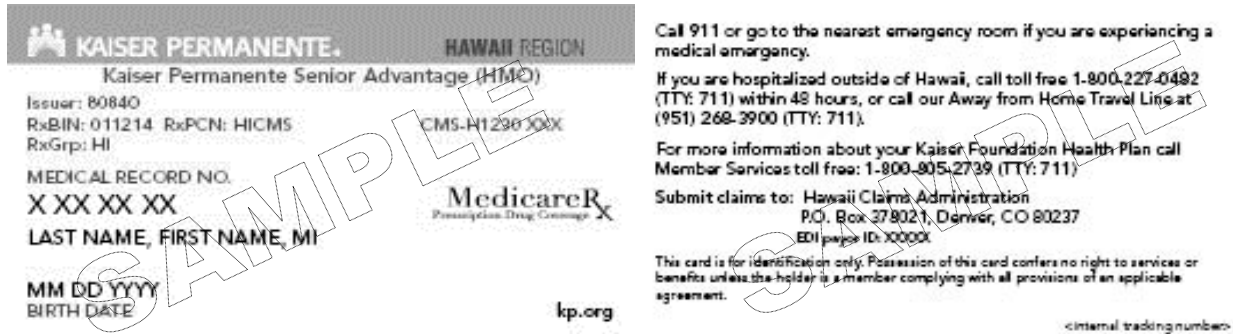 KAISER PERMANENTE.
HAWAII REGION
Kaiser Permanente Senior Advantage (HMO)
Issuer: 80840
RxBIN: 011214 RxPCN: HICMS CMS-H1230 XXX
RxGrp: HI
MEDICAL RECORD NO.
X XX XX XX
MedicareRx
Prescription Drug Coverage
LAST NAME, FIRST NAME, MI
MM DD YYYY
BIRTH DATE
kp.org
SAMPLE
Call 911 or go to the nearest emergency room if you are experiencing a
medical emergency.
If you are hospitalized outside of Hawaii, call toll free 1-800-227-0482
(TTY: 711) within 48 hours, or call our Away from Home Travel Line at
(951) 268-3900 (TTY: 711).
For more information about your Kaiser Foundation Health Plan call
Member Services toll free: 1-800-805-2739 (TTY: 711)
Submit claims to: Hawaii Claims Administration
P.O. Box 378021, Denver, CO 80237
EDI payer ID: XXXXX
This card is for identification only. Possession of this card confers no right to services or
benefits unless the holder is a member complying with all provisions of an applicable
agreement.
<internal tracking number>
SAMPLE